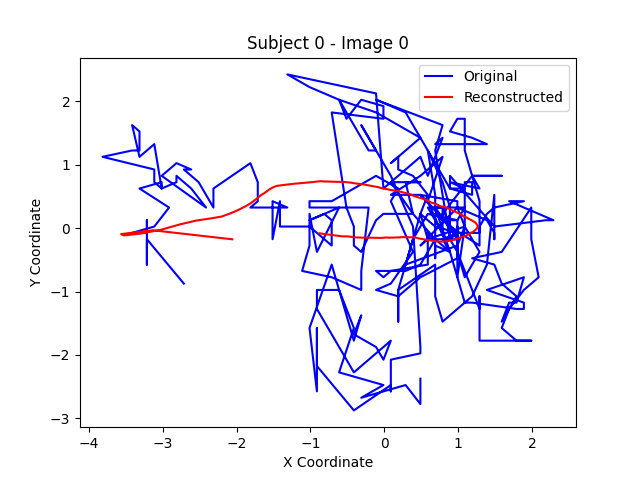 Subject 0 - Image 0
Original
Reconstructed
Y Coordinate
2
1
0
−1
−2
−3
−4 −3 −2 −1 0 1 2
X Coordinate